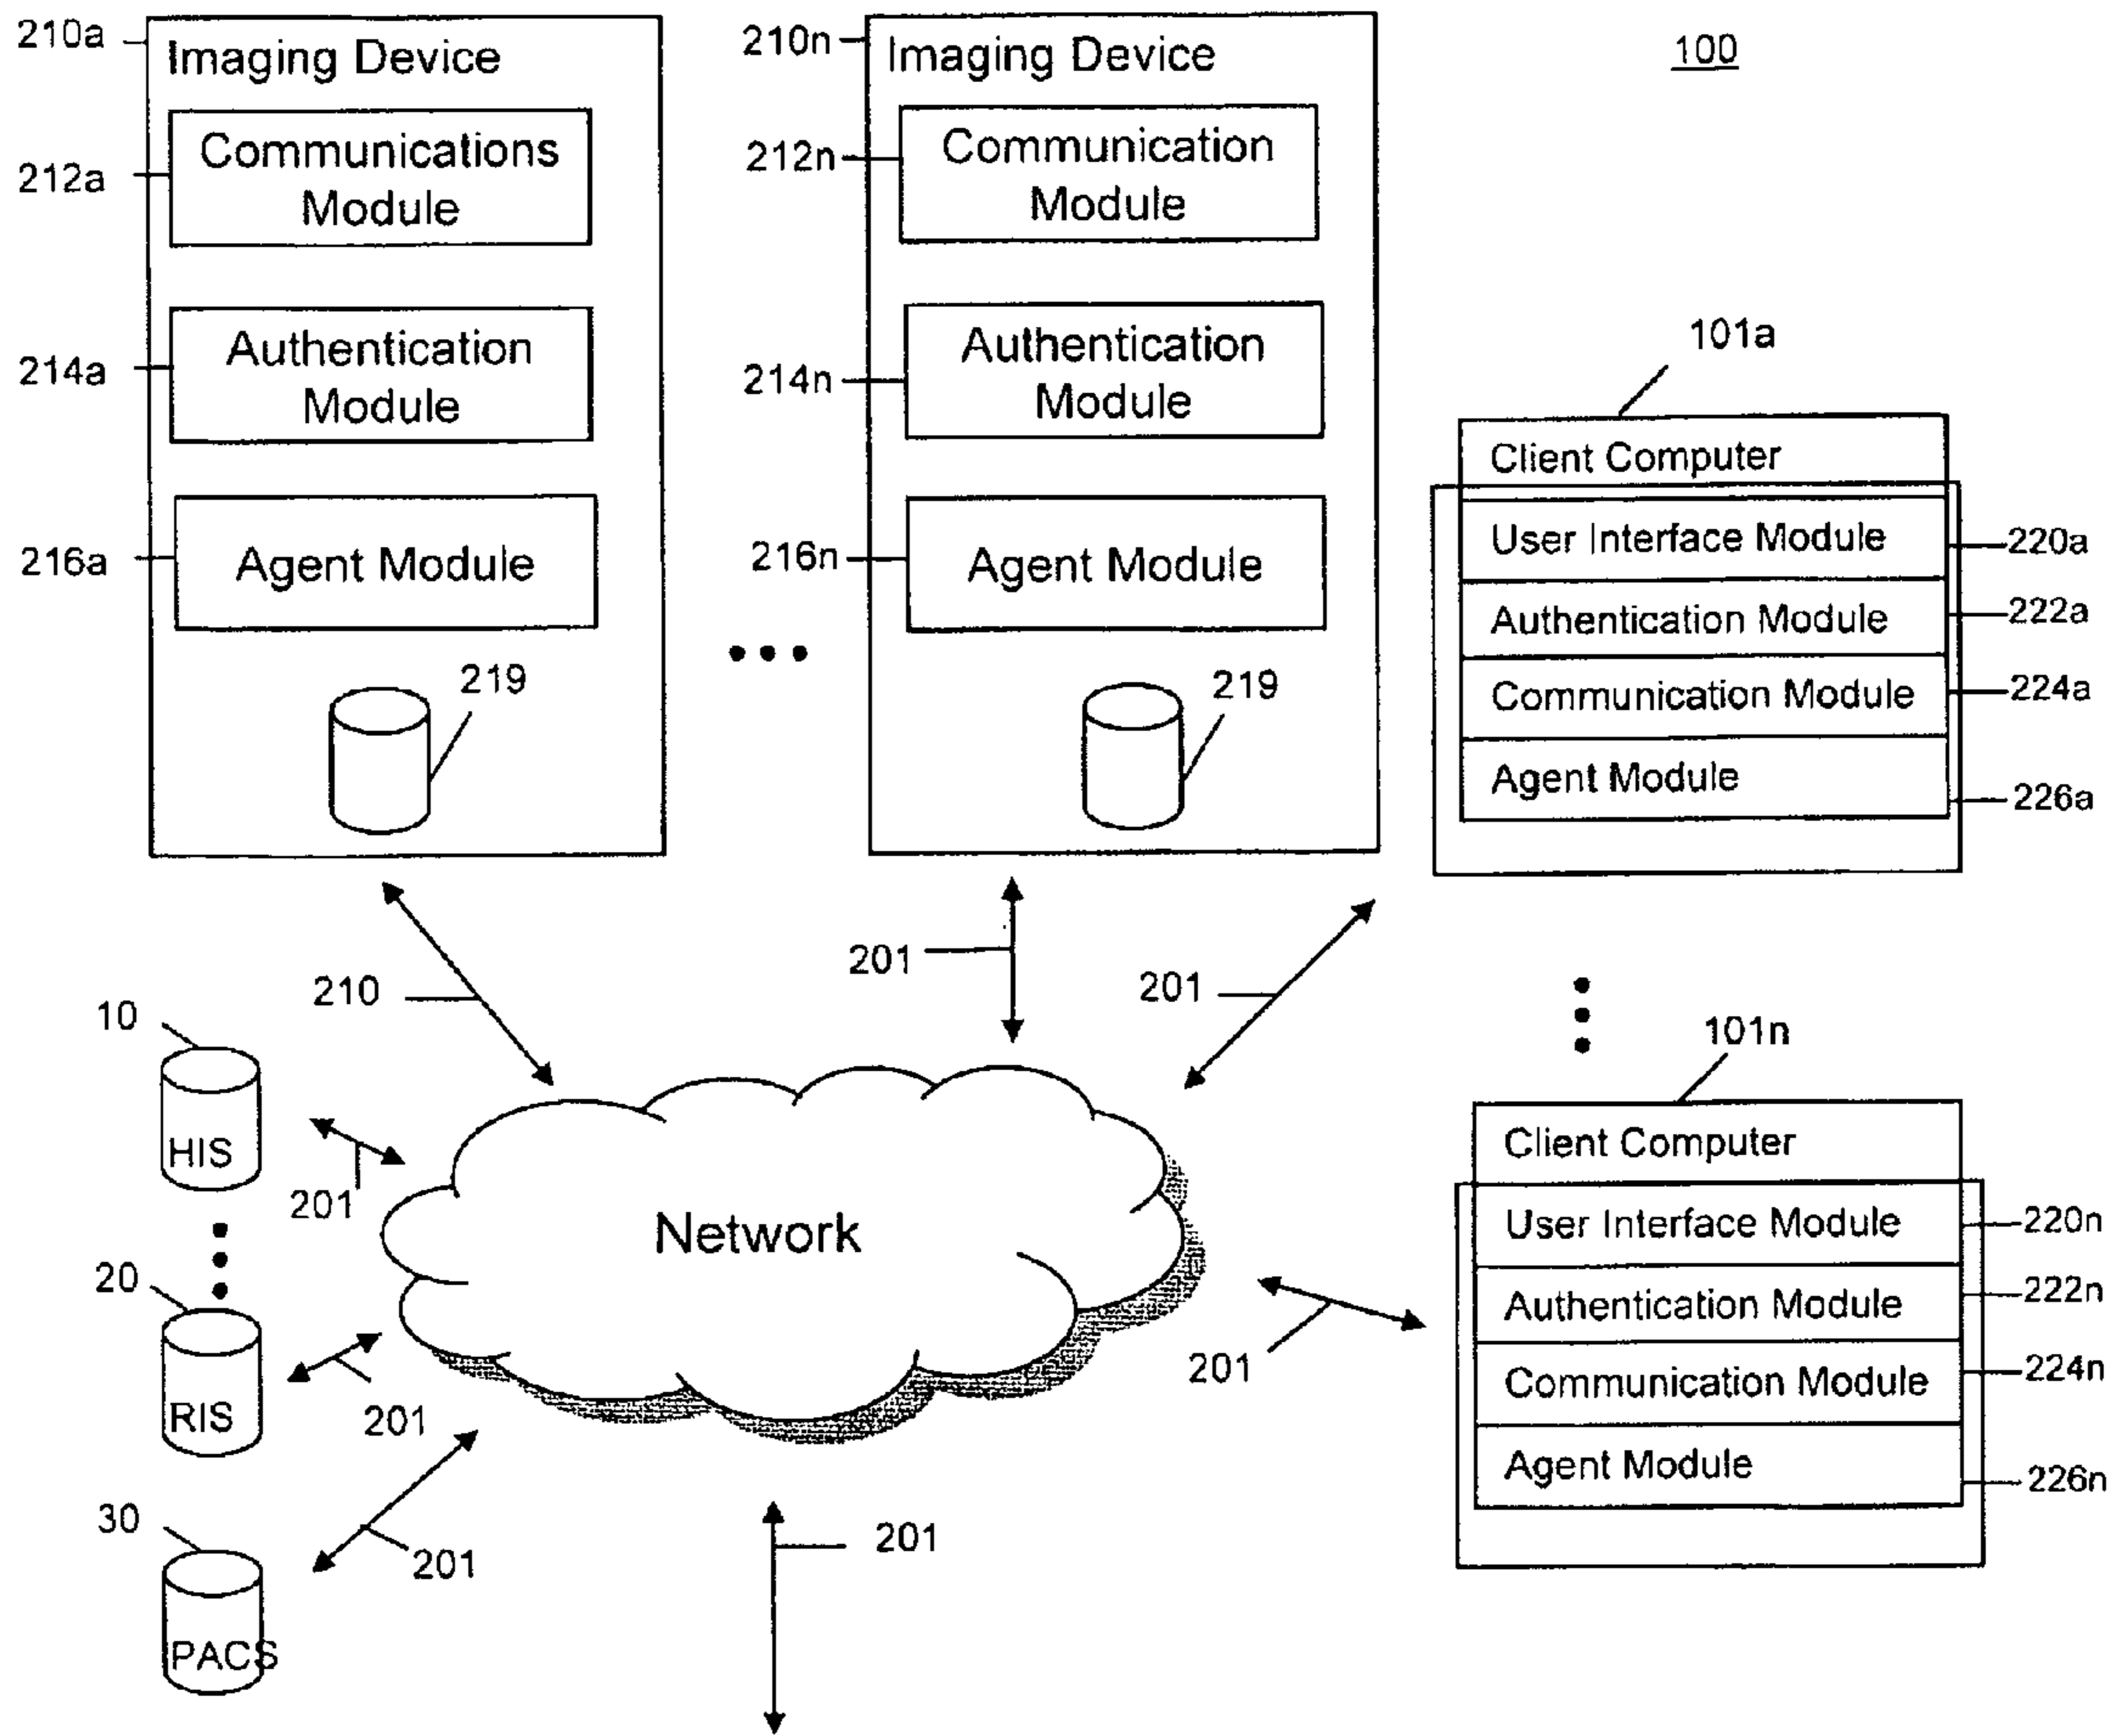 210a
Imaging Device
Communications
Module
212a
Authentication
Module
214a
Agent Module
216a
219
210n
Imaging Device
Communication
Module
212n
Authentication
Module
214n
Agent Module
216n
219
100
101a
Client Computer
User Interface Module
220a
Authentication Module
222a
Communication Module
224a
Agent Module
226a
210
201
201
10
HIS
201
20
RIS
201
30
PACS
201
Network
201
201
101n
Client Computer
User Interface Module
220n
Authentication Module
222n
Communication Module
224n
Agent Module
226n